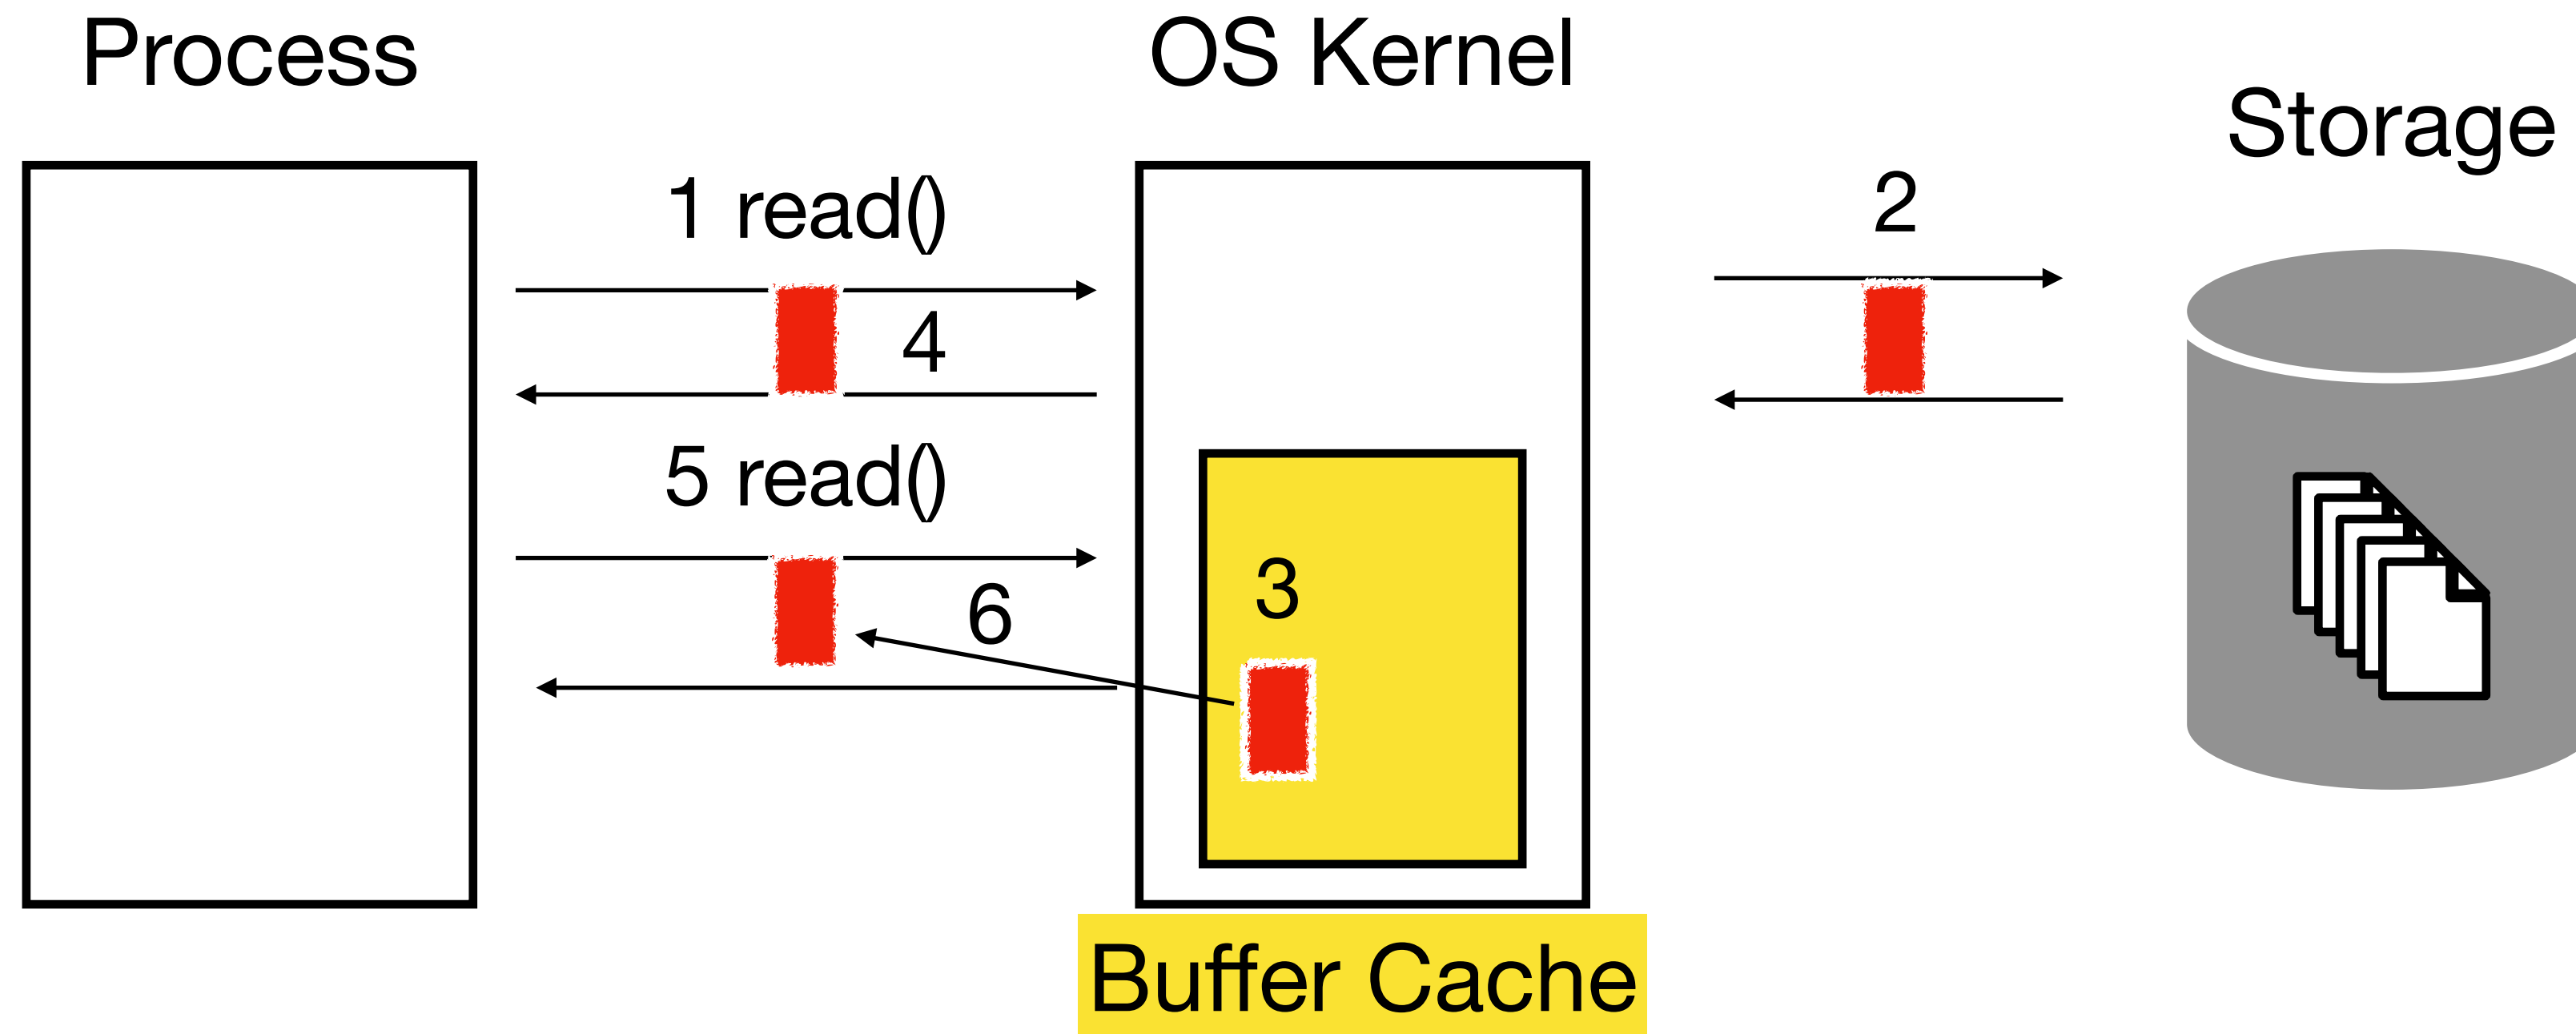 Process
OS Kernel
Storage
1 read()
2
4
5 read()
3
6
Buffer Cache